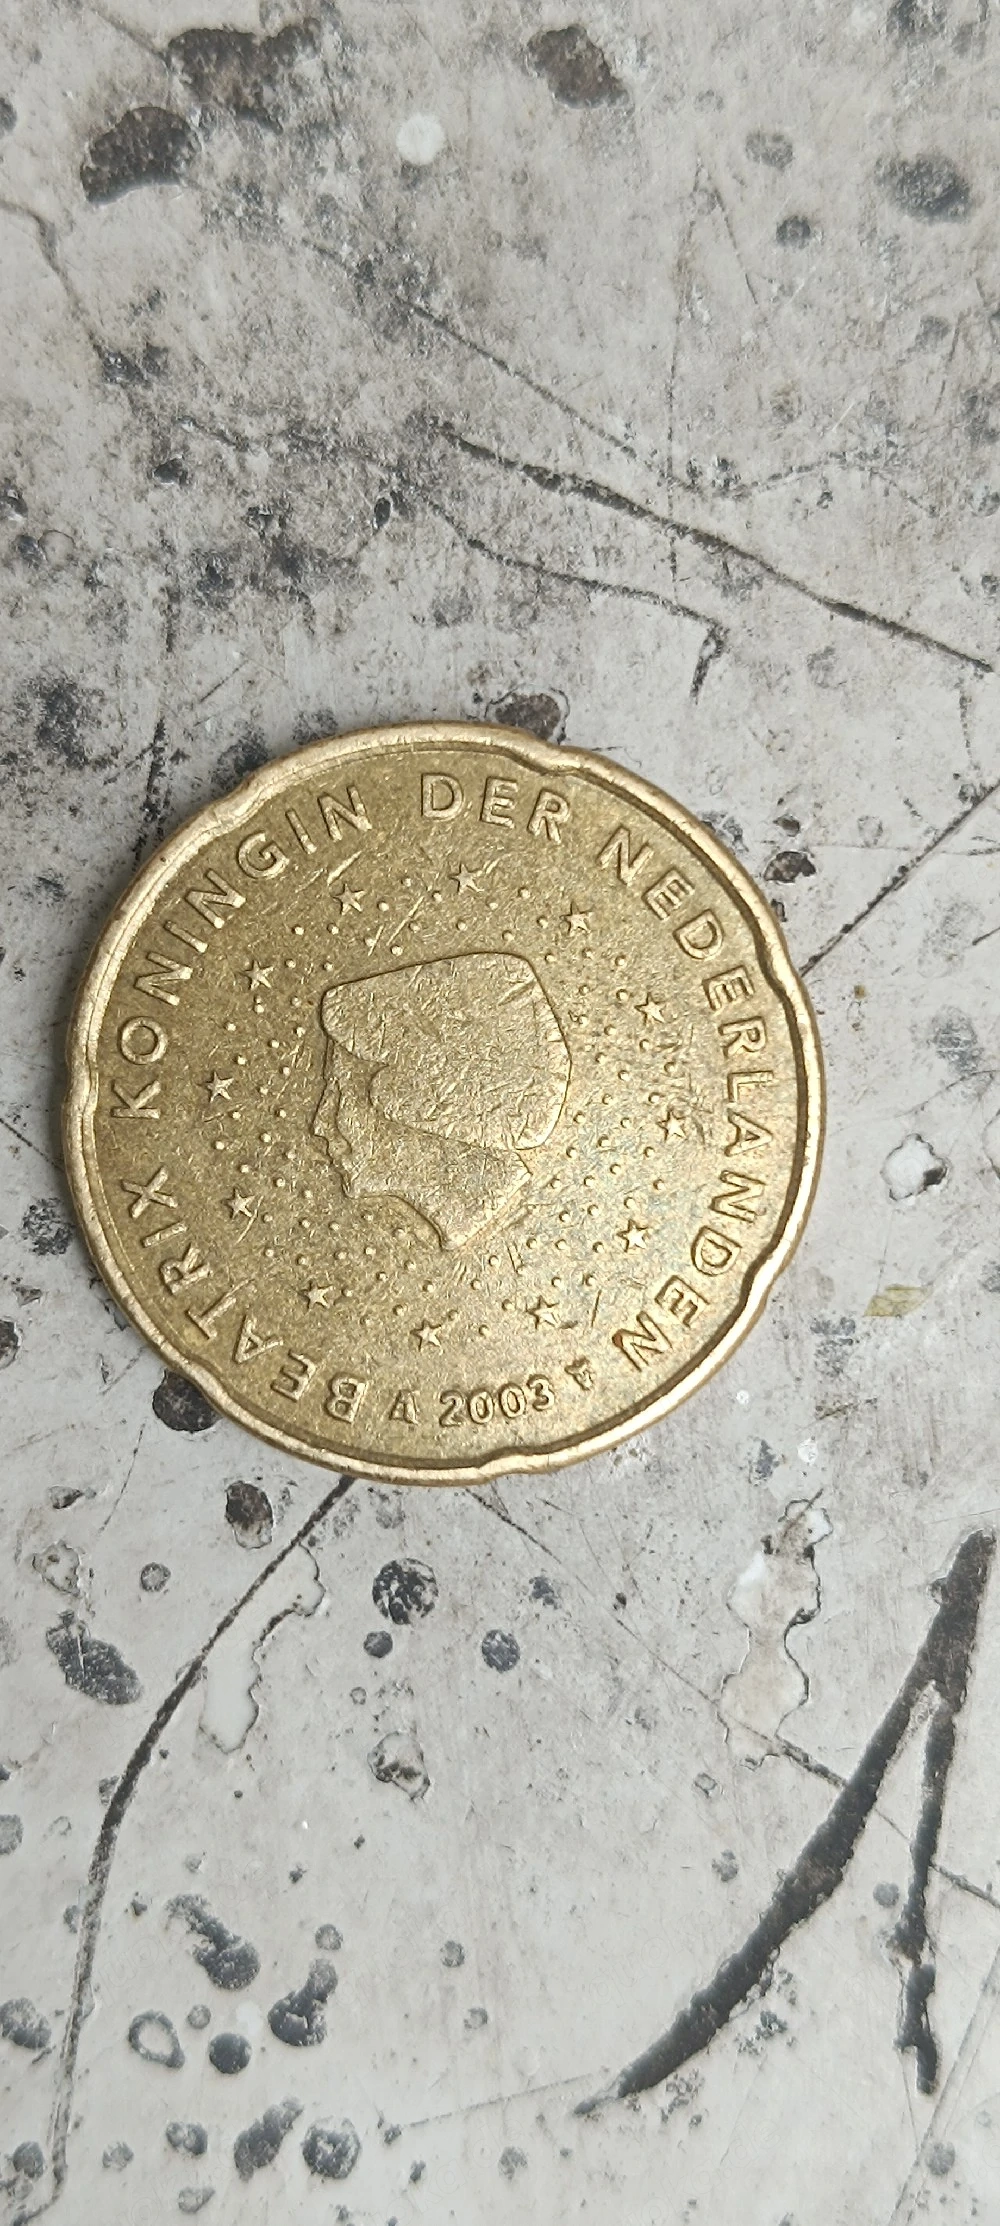 BEATRIX KONINGIN DER NEDERLANDEN
2003